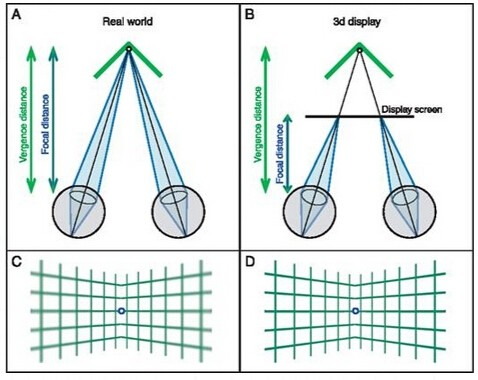 A
Real world
Vergence distance
Focal distance
B
3d display
Vergence distance
Focal distance
Display screen
C
D